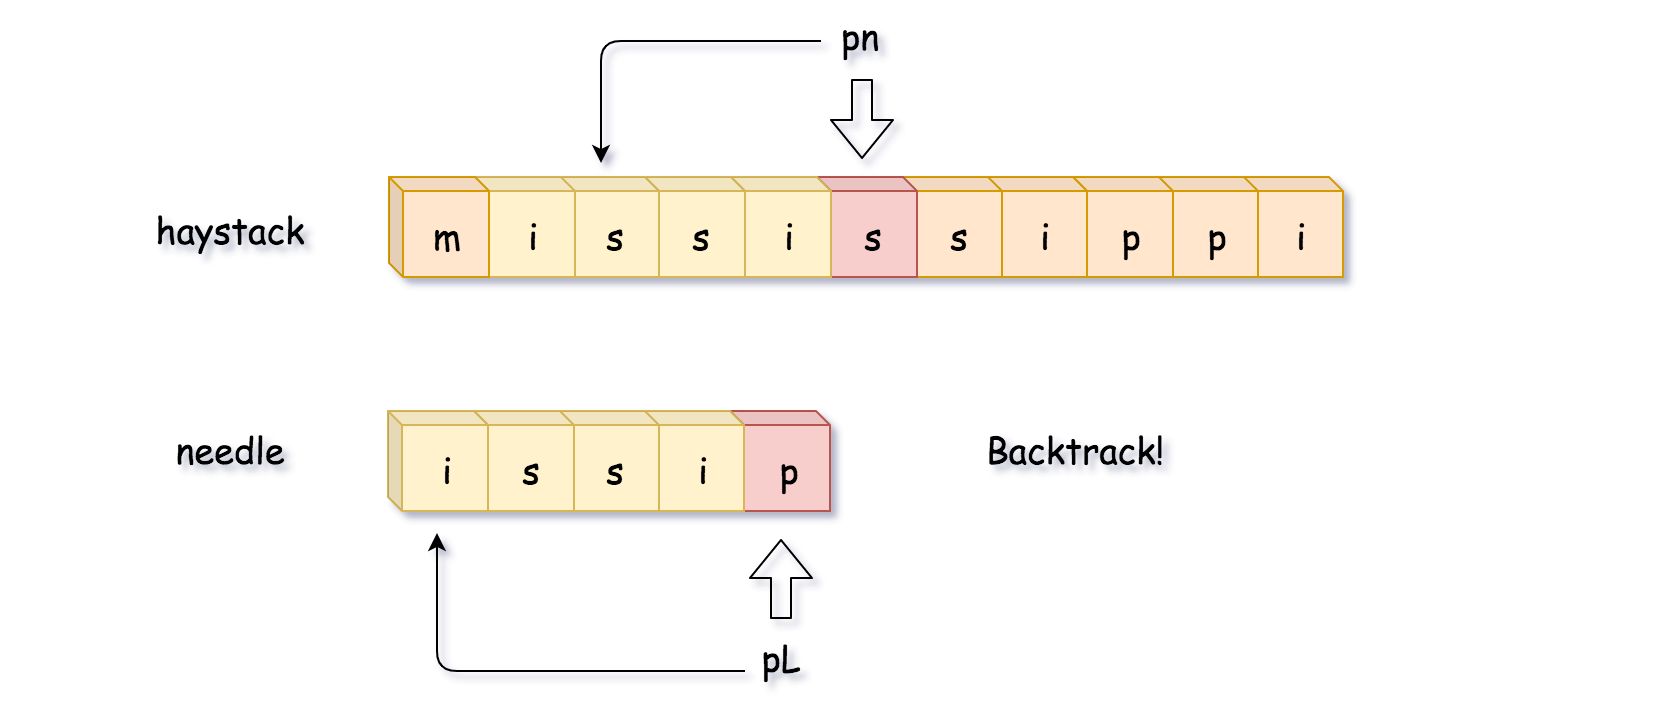 pn
haystack
m i s s i s s i p p i
needle
i s s i p
Backtrack!
pL